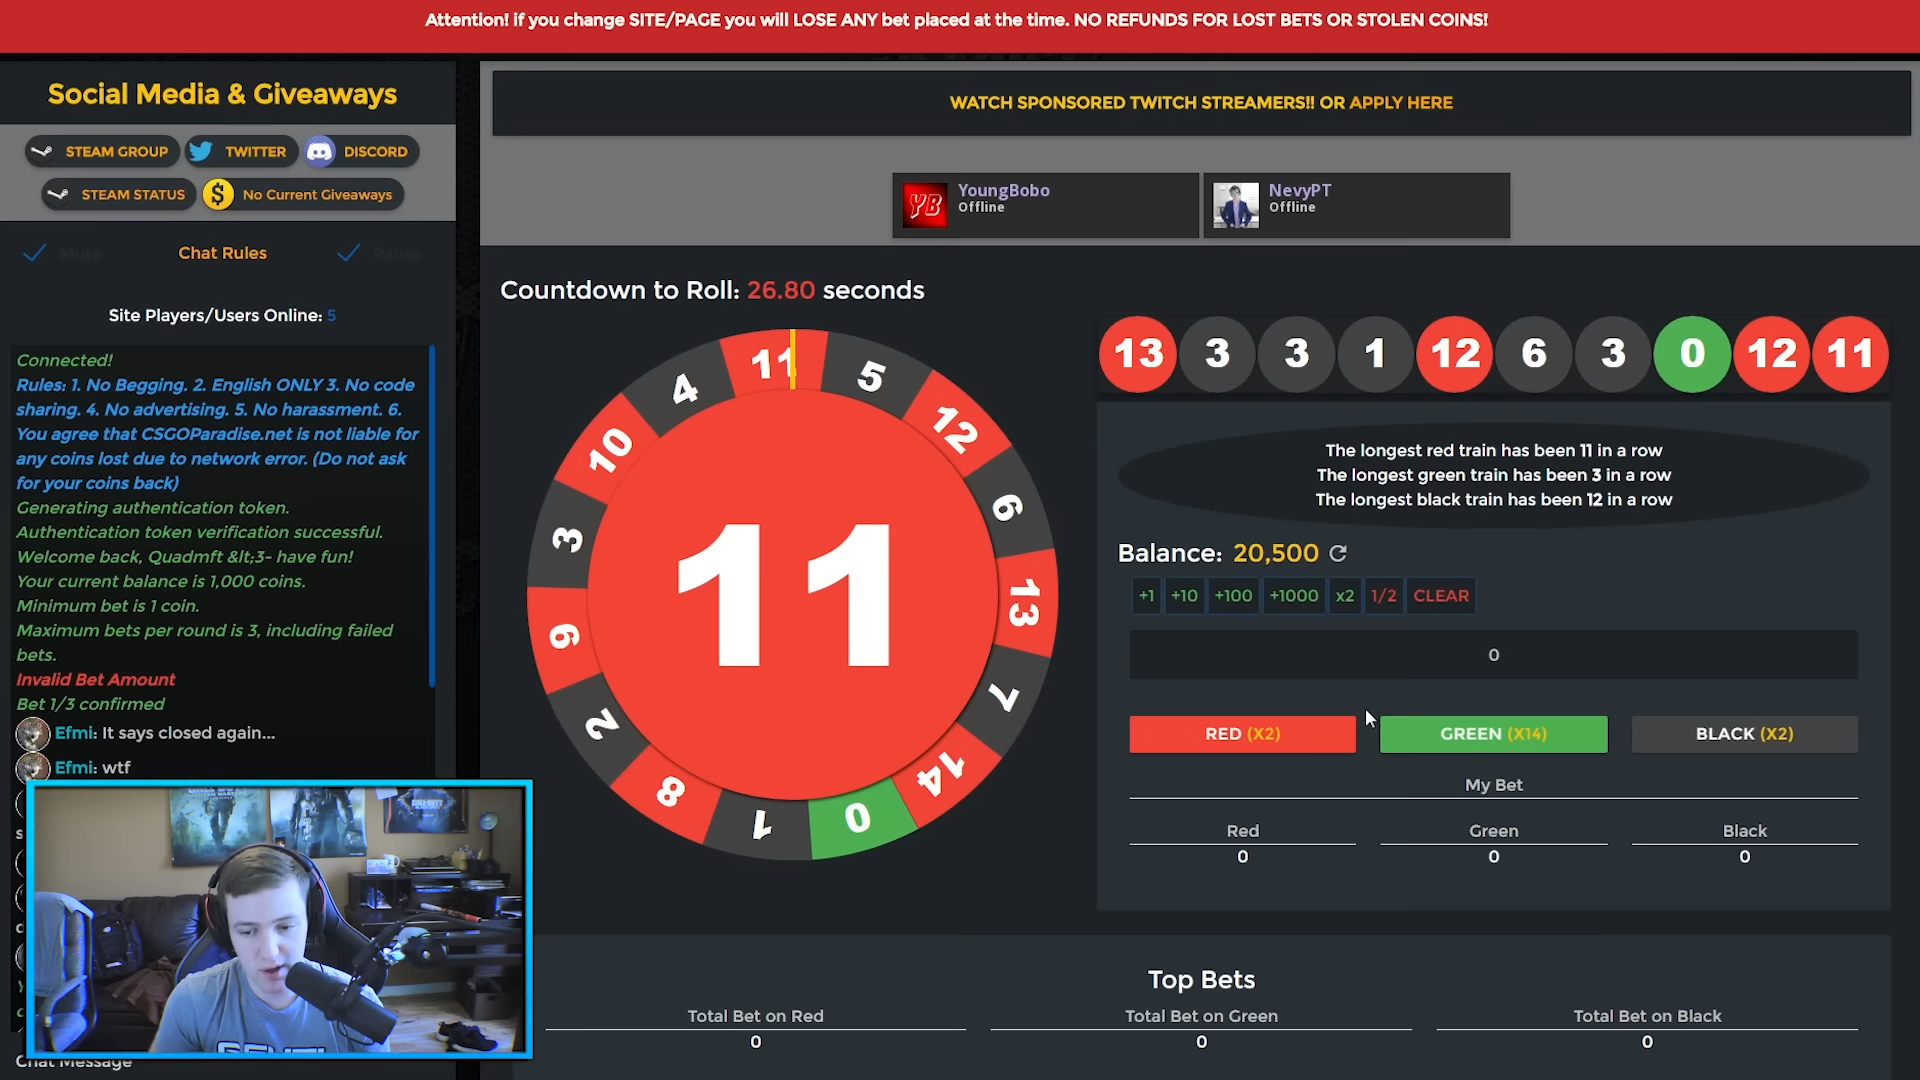 Attention! if you change SITE/PAGE you will LOSE ANY bet placed at the time. NO REFUNDS FOR LOST BETS OR STOLEN COINS!
Social Media & Giveaways
STEAM GROUP
TWITTER
DISCORD
STEAM STATUS
$
No Current Giveaways
Mute
Chat Rules
Pause
Site Players/Users Online: 5
Connected!
Rules: 1. No Begging. 2. English ONLY 3. No code
sharing. 4. No advertising. 5. No harassment. 6.
You agree that CSGOParadise.net is not liable for
any coins lost due to network error. (Do not ask
for your coins back)
Generating authentication token.
Authentication token verification successful.
Welcome back, Quadmft &lt;3- have fun!
Your current balance is 1,000 coins.
Minimum bet is 1 coin.
Maximum bets per round is 3, including failed
bets.
Invalid Bet Amount
Bet 1/3 confirmed
Efmi: It says closed again...
Efmi: wtf
Chat Message
WATCH SPONSORED TWITCH STREAMERS!! OR APPLY HERE
YB
YoungBobo
Offline
NevyPT
Offline
Countdown to Roll: 26.80 seconds
11
5
12
6
13
7
14
0
1
8
2
9
3
10
4
11
13 3 3 1 12 6 3 0 12 11
The longest red train has been 11 in a row
The longest green train has been 3 in a row
The longest black train has been 12 in a row
Balance: 20,500
+1 +10 +100 +1000 x2 1/2 CLEAR
0
RED (X2)
GREEN (X14)
BLACK (X2)
My Bet
Red
Green
Black
0
0
0
Top Bets
Total Bet on Red
Total Bet on Green
Total Bet on Black
0
0
0